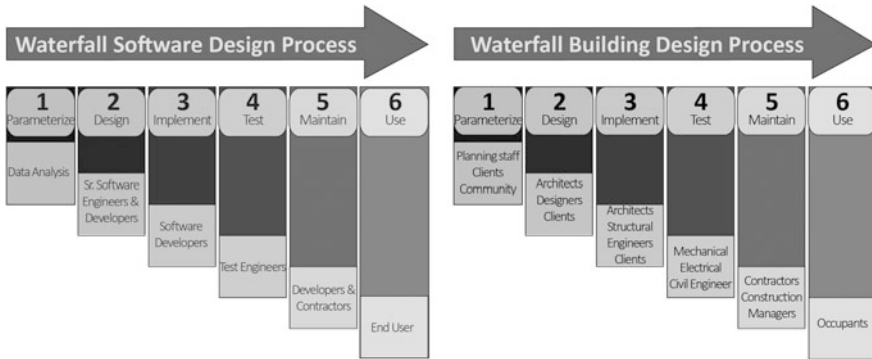 Waterfall Software Design Process
1
Parameterize
2
Design
3
Implement
4
Test
5
Maintain
6
Use
Data Analysis
Sr. Software
Engineers &
Developers
Software
Developers
Test Engineers
Developers &
Contractors
End User
Waterfall Building Design Process
1
Parameterize
2
Design
3
Implement
4
Test
5
Maintain
6
Use
Planning staff
Clients
Community
Architects
Designers
Clients
Architects
Structural
Engineers
Clients
Mechanical
Electrical
Civil Engineer
Contractors
Construction
Managers
Occupants